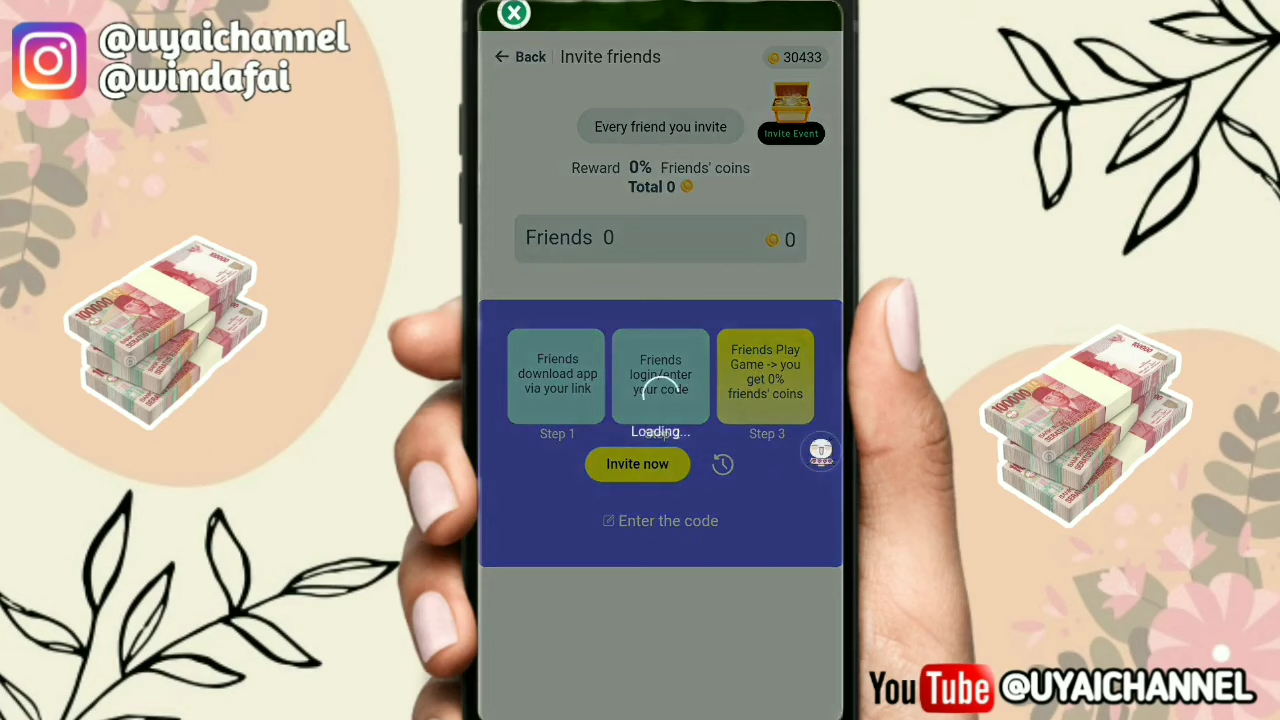 @uyaichannel
@windafai
Back
Invite friends
30433
Every friend you invite
Invite Event
Reward 0% Friends' coins
Total 0
Friends 0
0
Friends
download app
via your link
Friends
login/enter
your code
Friends Play
Game -> you
get 0%
friends' coins
Step 1
Loading...
Step 3
Invite now
Enter the code
100000
100000
YouTube @UYAICHANNEL